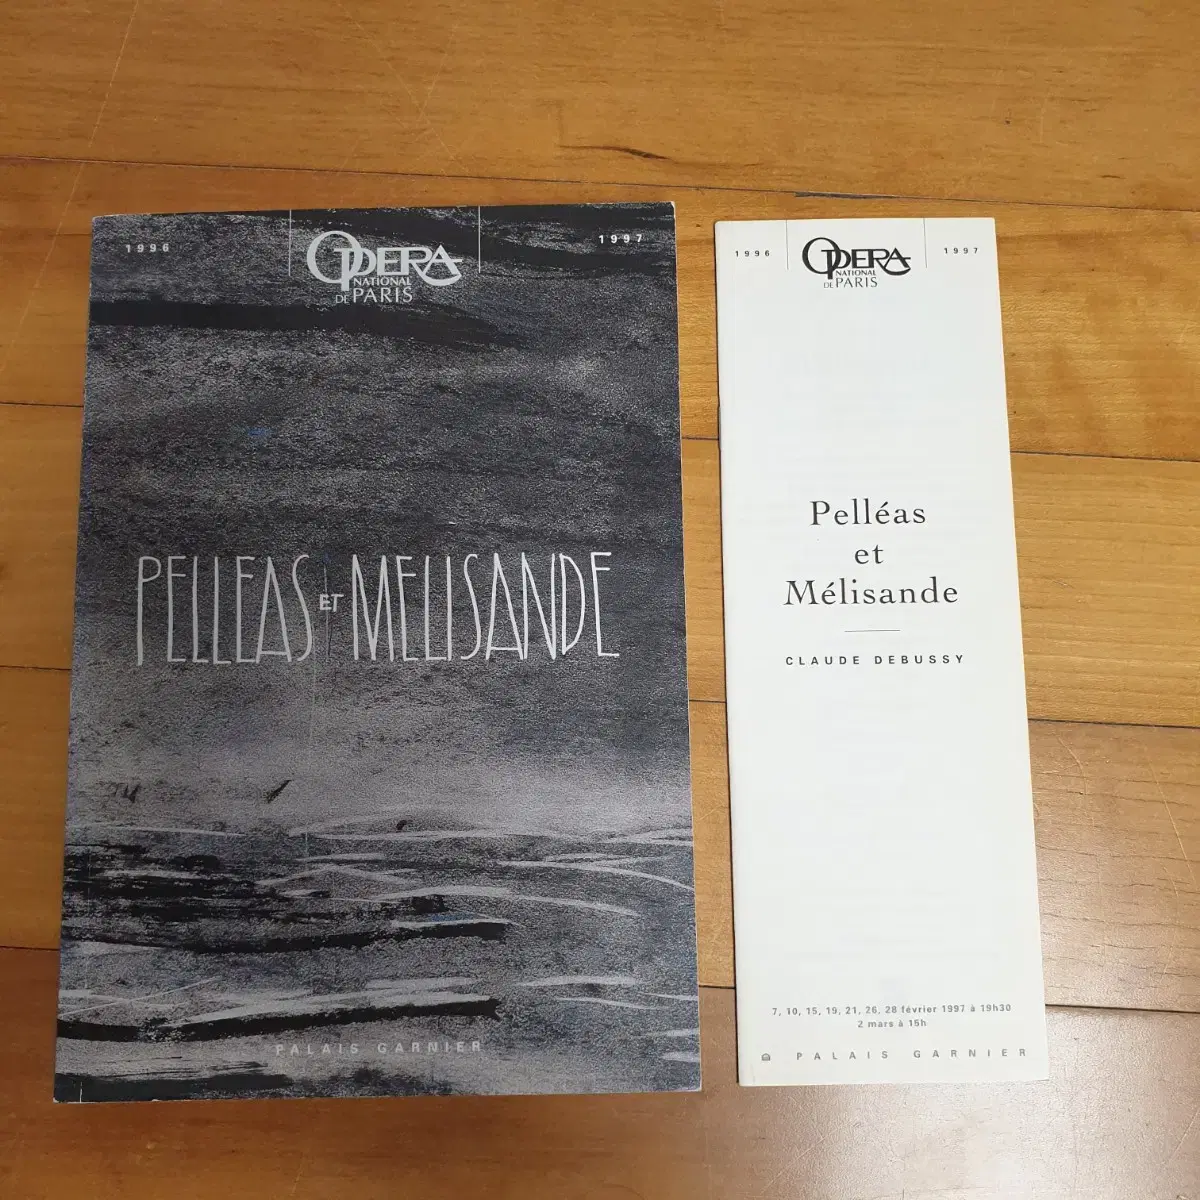 1996
OPERA
NATIONAL
DE PARIS
1997
PELLEAS ET MELISANDE
PALAIS GARNIER
1996
OPERA
NATIONAL
DE PARIS
1997
Pelléas
et
Mélisande
CLAUDE DEBUSSY
7, 10, 15, 19, 21, 26, 28 février 1997 à 19h30
2 mars à 15h
PALAIS GARNIER